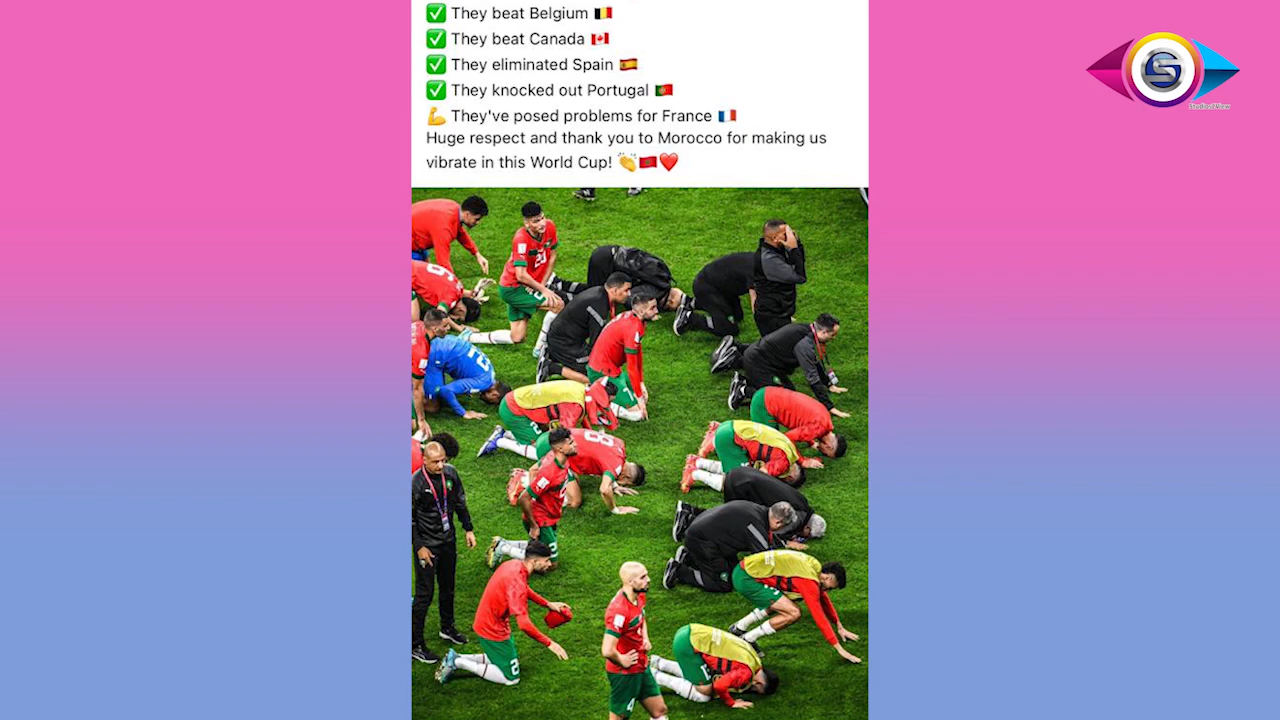 ✅ They beat Belgium 🇧🇪
✅ They beat Canada 🇨🇦
✅ They eliminated Spain 🇪🇸
✅ They knocked out Portugal 🇵🇹
💪 They've posed problems for France 🇫🇷
Huge respect and thank you to Morocco for making us
vibrate in this World Cup! 👏🇲🇦❤️